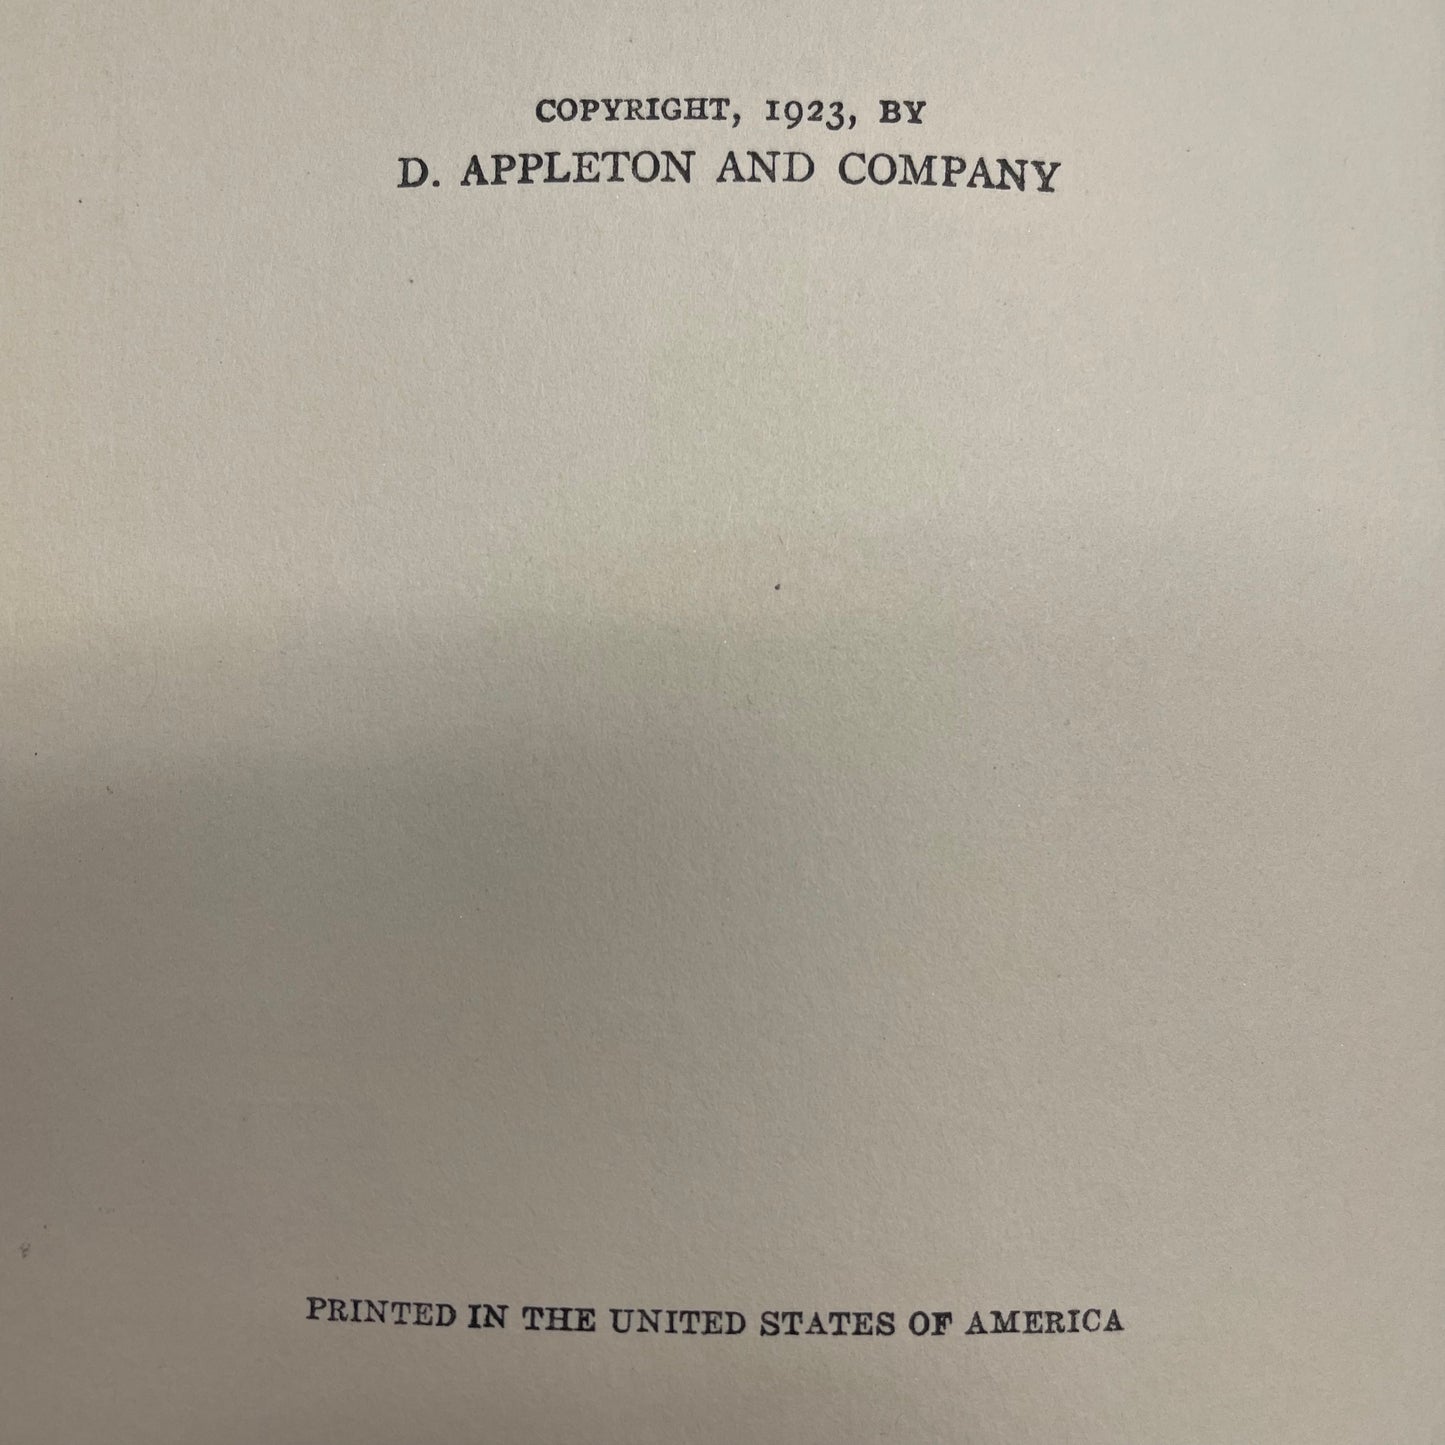 COPYRIGHT, 1923, BY
D. APPLETON AND COMPANY
PRINTED IN THE UNITED STATES OF AMERICA